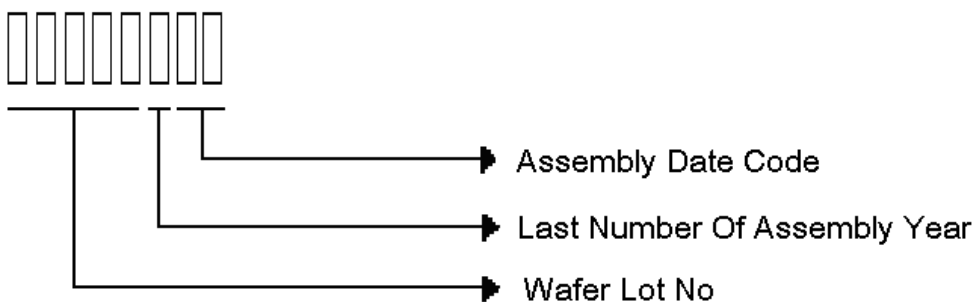 Assembly Date Code
Last Number Of Assembly Year
Wafer Lot No